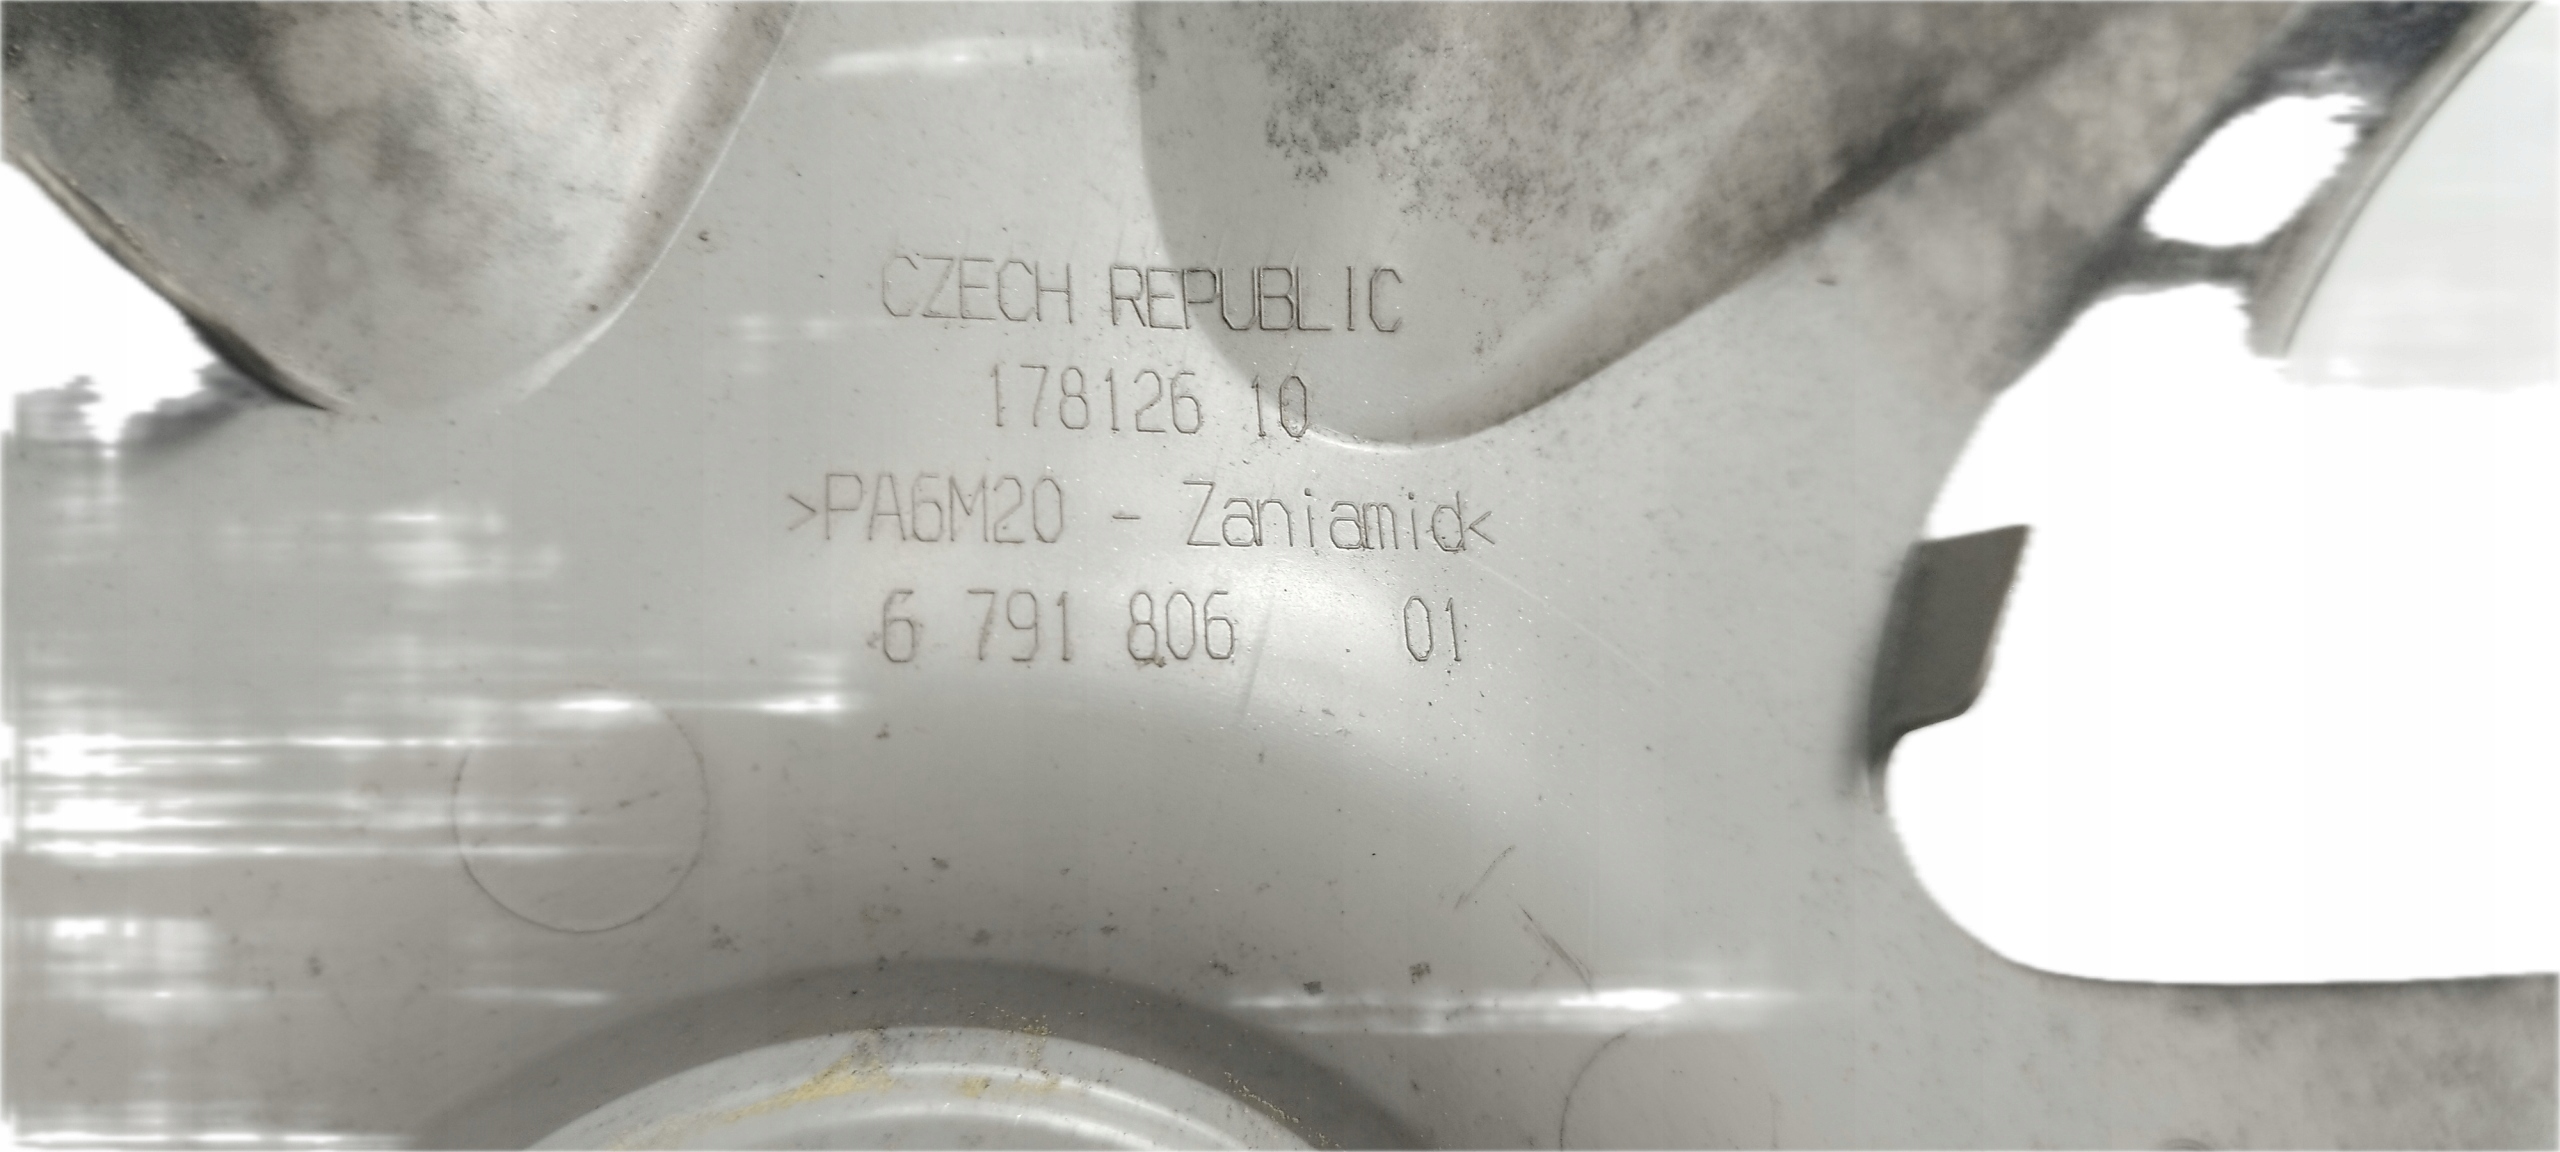 CZECH REPUBLIC
178126 10
>PA6M20 - Zaniamid<
6 791 806 01